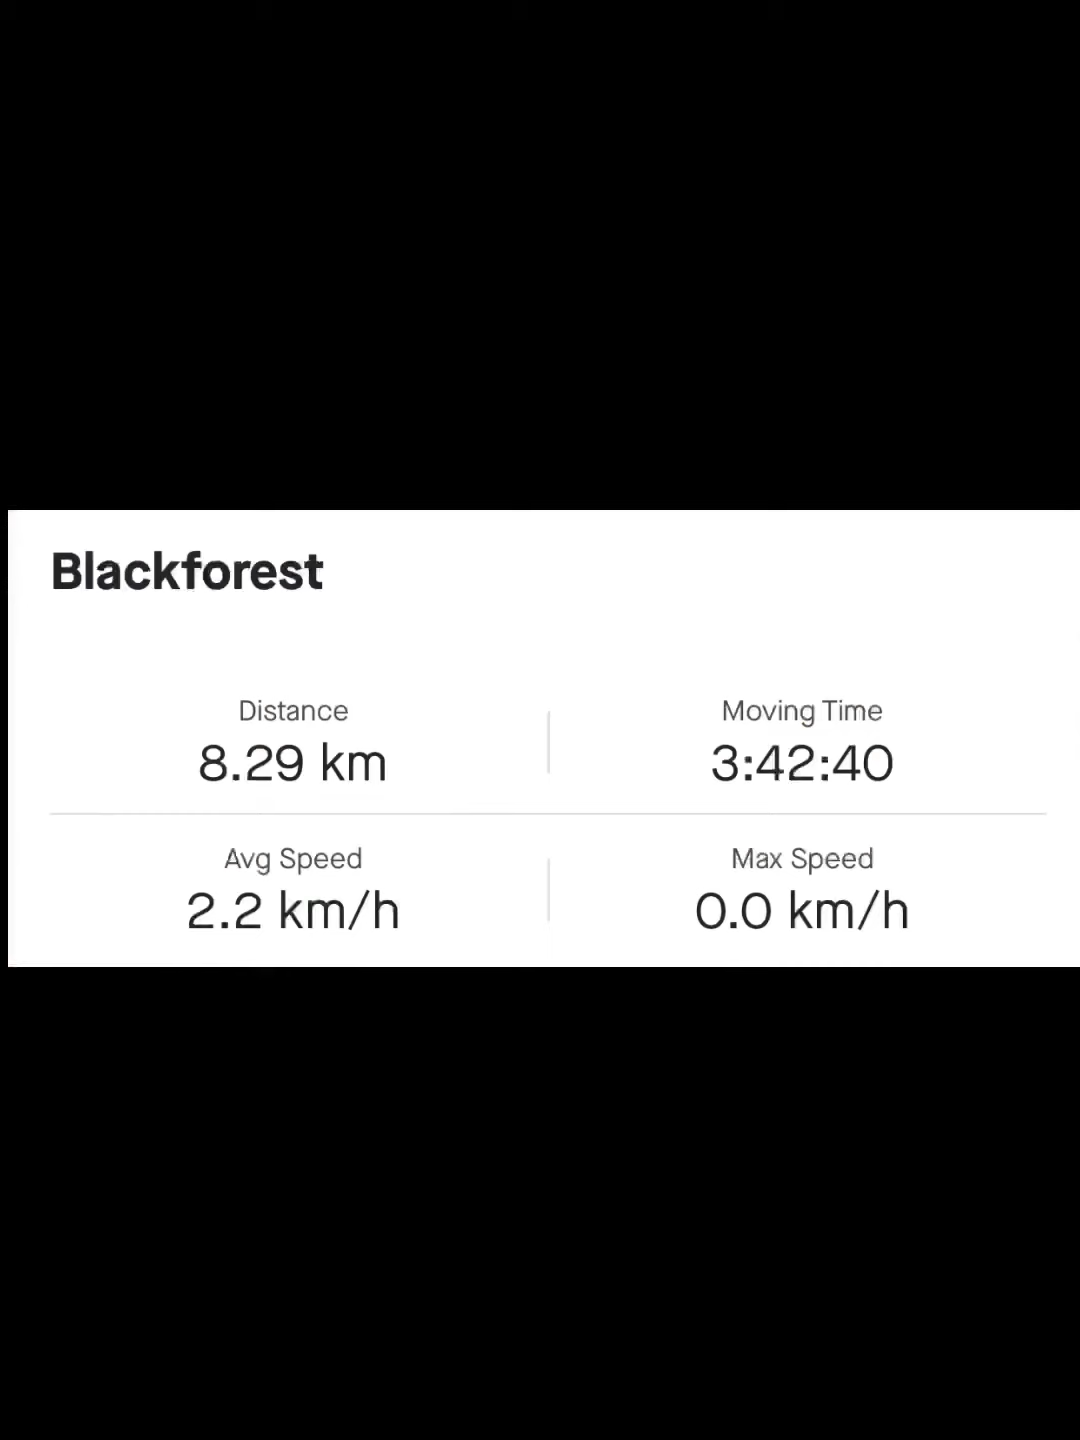 Blackforest
Distance
8.29 km
Moving Time
3:42:40
Avg Speed
2.2 km/h
Max Speed
0.0 km/h